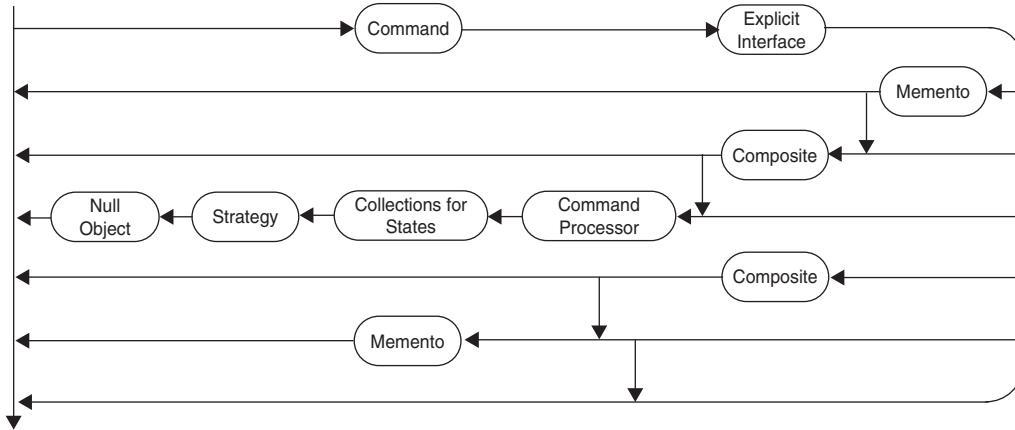 Command
Explicit
Interface
Memento
Composite
Null
Object
Strategy
Collections for
States
Command
Processor
Composite
Memento